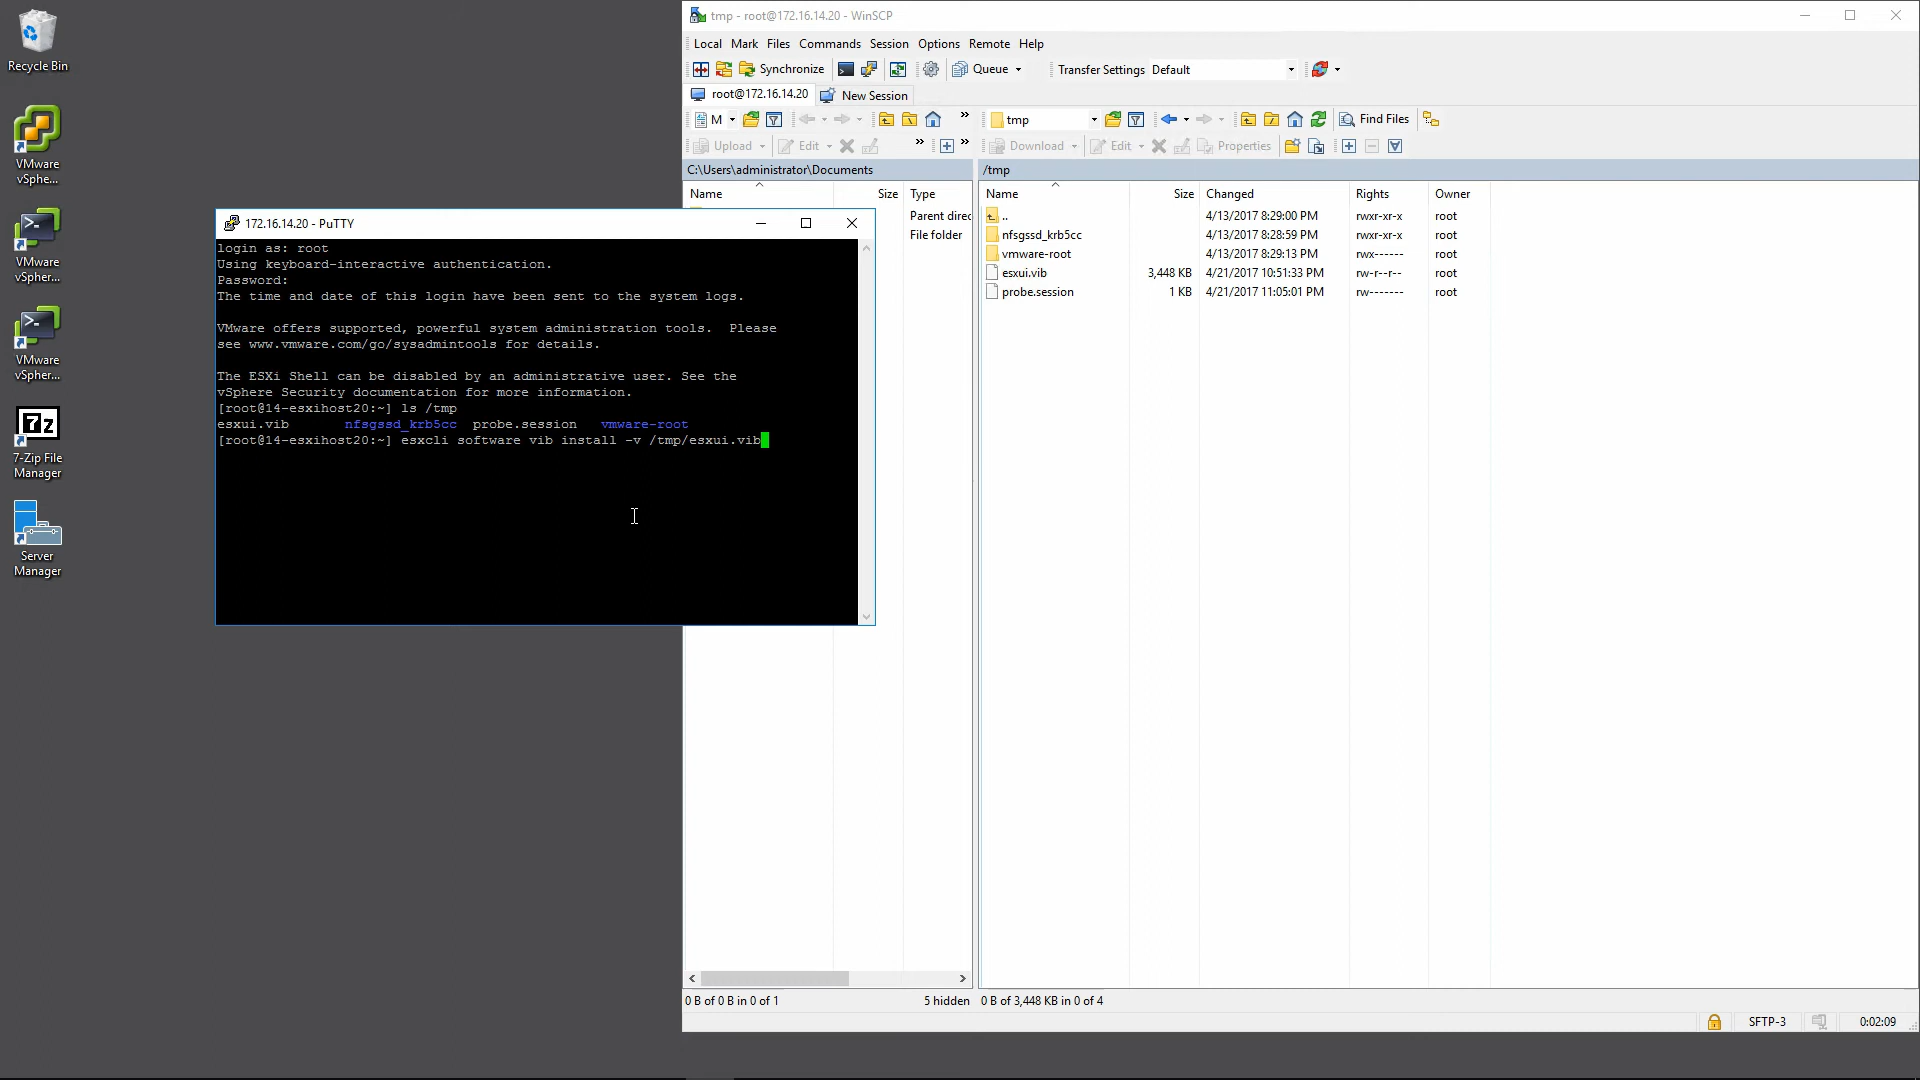 Recycle Bin
VMware
vSphe...
VMware
vSpher...
VMware
vSpher...
7z
7-Zip File
Manager
Server
Manager
tmp - root@172.16.14.20 - WinSCP
Local Mark Files Commands Session Options Remote Help
Synchronize Queue Transfer Settings Default
root@172.16.14.20 New Session
M tmp Find Files
Upload Edit Download Edit Properties
C:\Users\administrator\Documents /tmp
Name Size Type Name Size Changed Rights Owner
Parent direc .. 4/13/2017 8:29:00 PM rwxr-xr-x root
File folder nfsgssd_krb5cc 4/13/2017 8:28:59 PM rwxr-xr-x root
vmware-root 4/13/2017 8:29:13 PM rwx------ root
esxui.vib 3,448 KB 4/21/2017 10:51:33 PM rw-r--r-- root
probe.session 1 KB 4/21/2017 11:05:01 PM rw------- root
172.16.14.20 - PuTTY
login as: root
Using keyboard-interactive authentication.
Password:
The time and date of this login have been sent to the system logs.
VMware offers supported, powerful system administration tools.  Please
see www.vmware.com/go/sysadmintools for details.
The ESXi Shell can be disabled by an administrative user. See the
vSphere Security documentation for more information.
[root@14-esxihost20:~] ls /tmp
esxui.vib nfsgssd_krb5cc probe.session vmware-root
[root@14-esxihost20:~] esxcli software vib install -v /tmp/esxui.vib
0 B of 0 B in 0 of 1 5 hidden 0 B of 3,448 KB in 0 of 4
SFTP-3 0:02:09